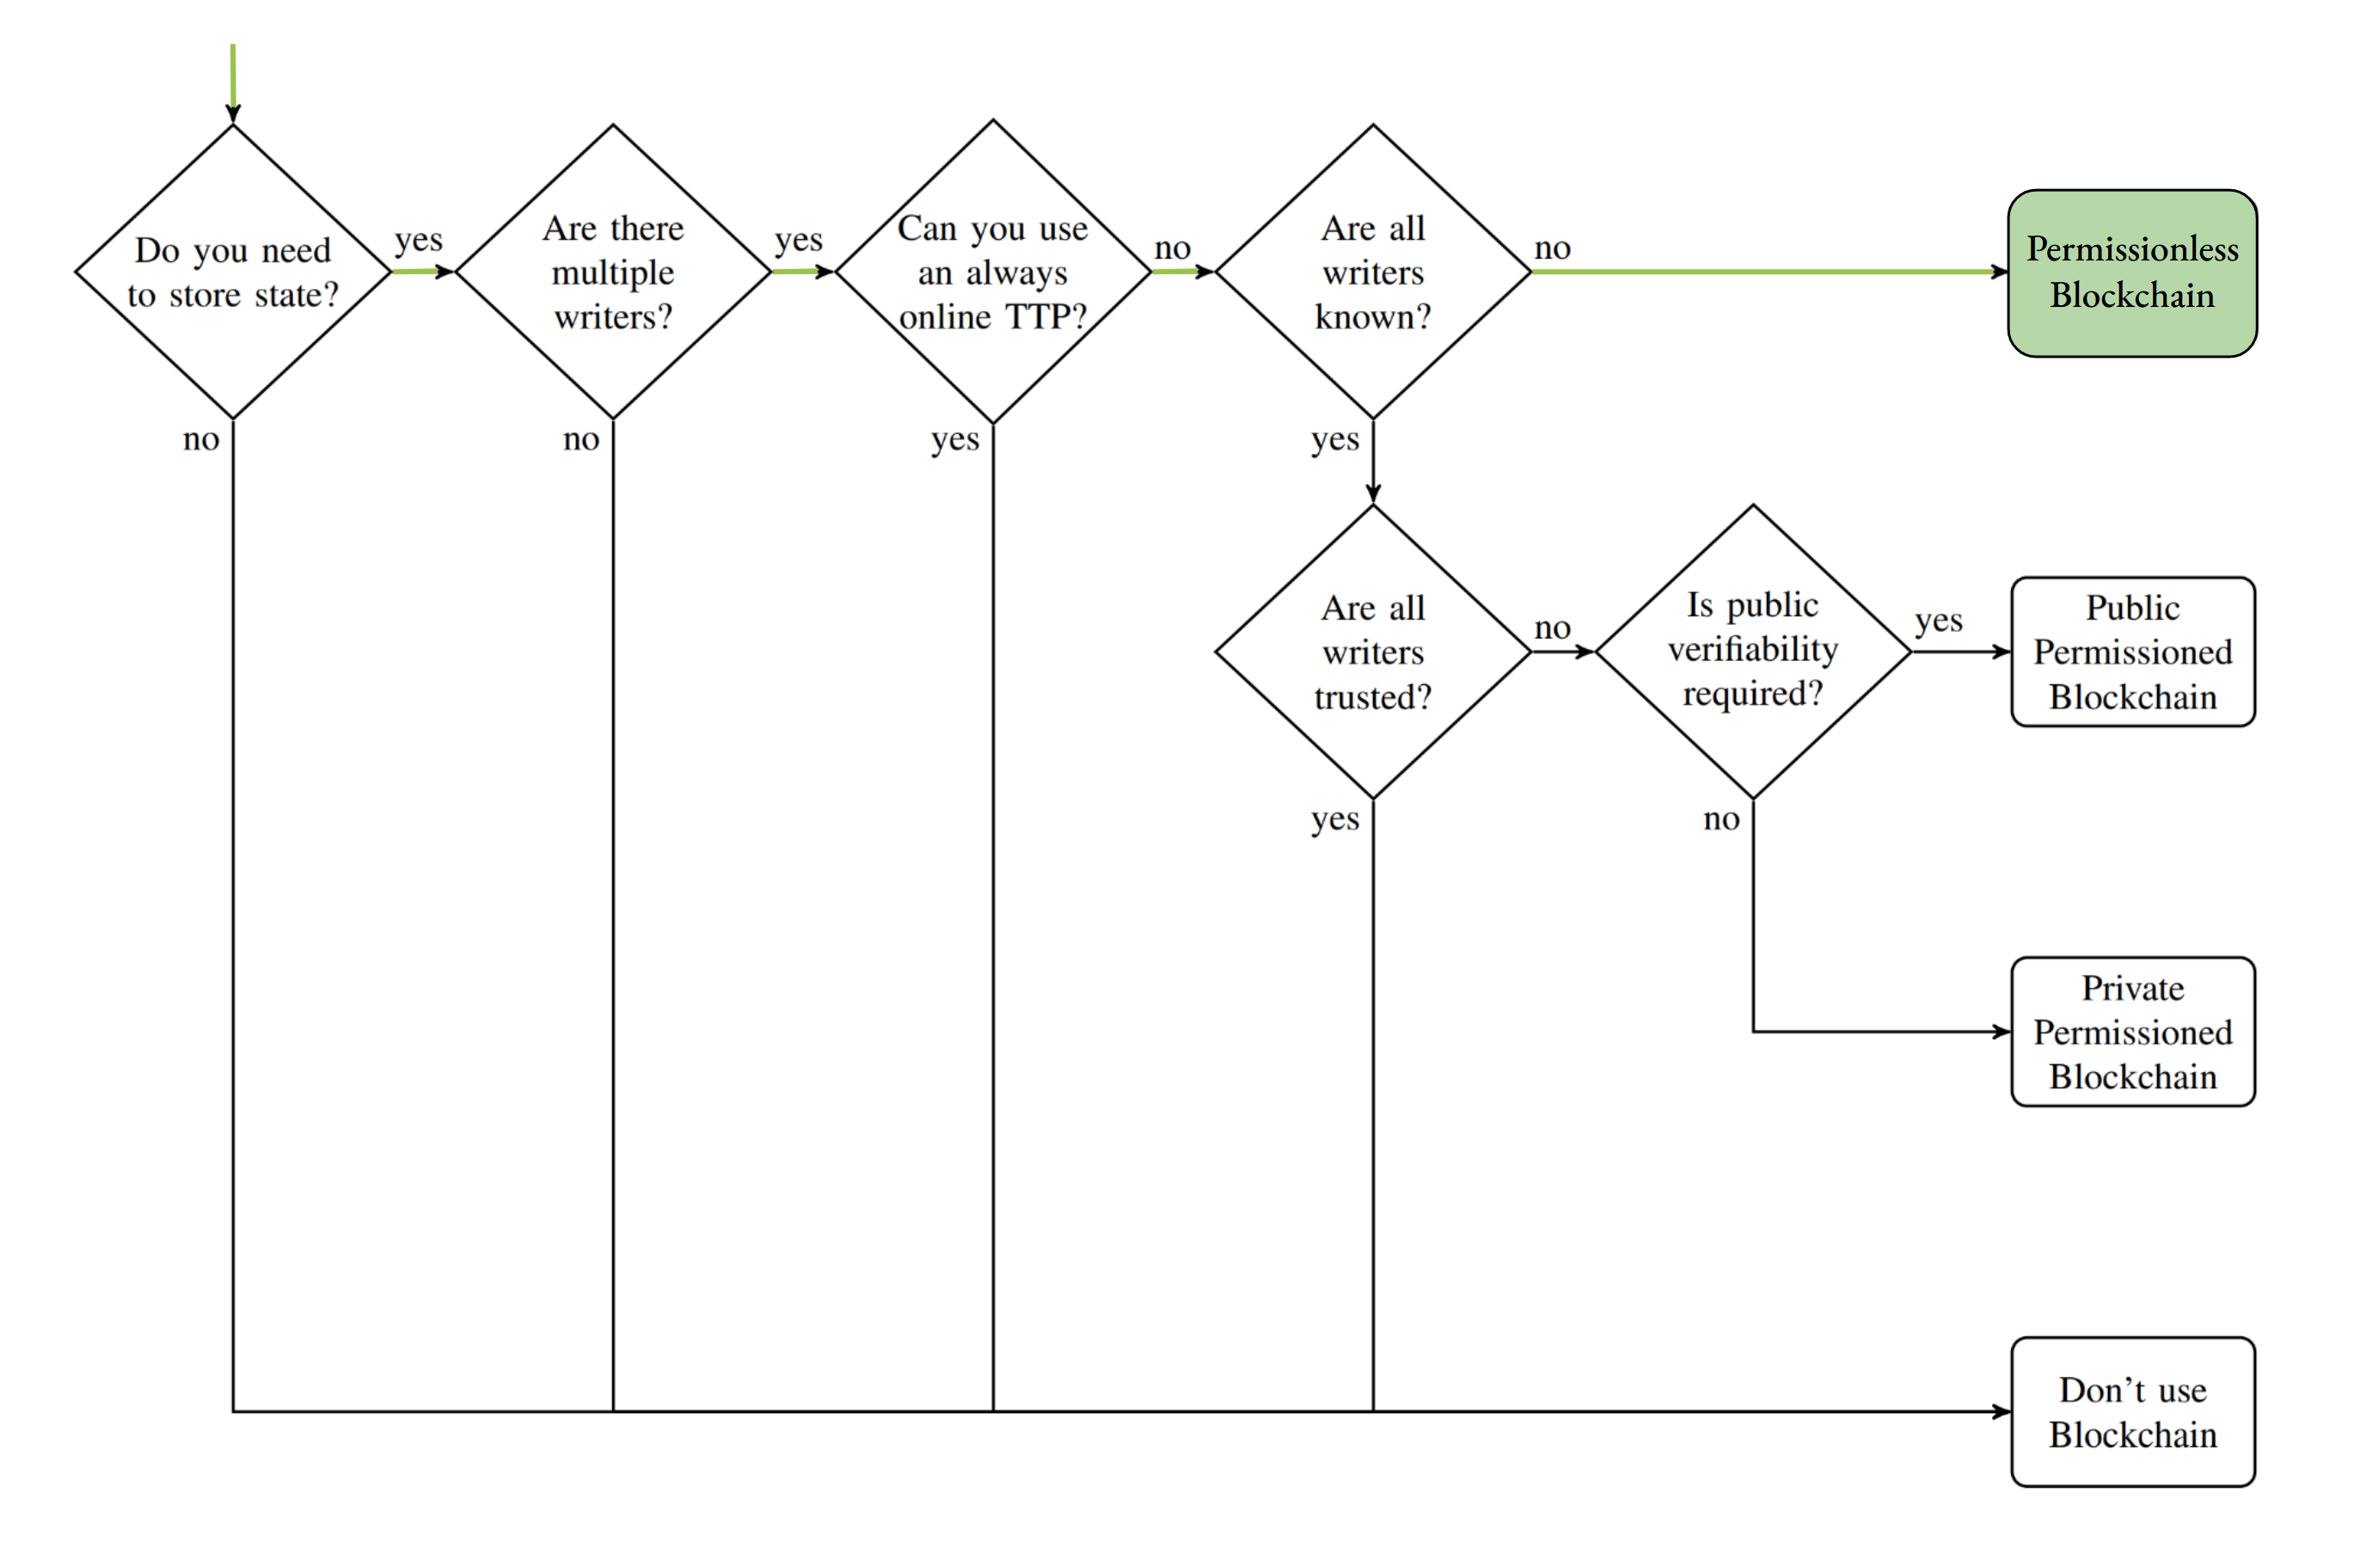 Do you need
to store state?
yes
no
Are there
multiple
writers?
yes
no
Can you use
an always
online TTP?
no
yes
Are all
writers
known?
no
yes
Permissionless
Blockchain
Are all
writers
trusted?
no
yes
Is public
verifiability
required?
yes
no
Public
Permissioned
Blockchain
Private
Permissioned
Blockchain
Don't use
Blockchain